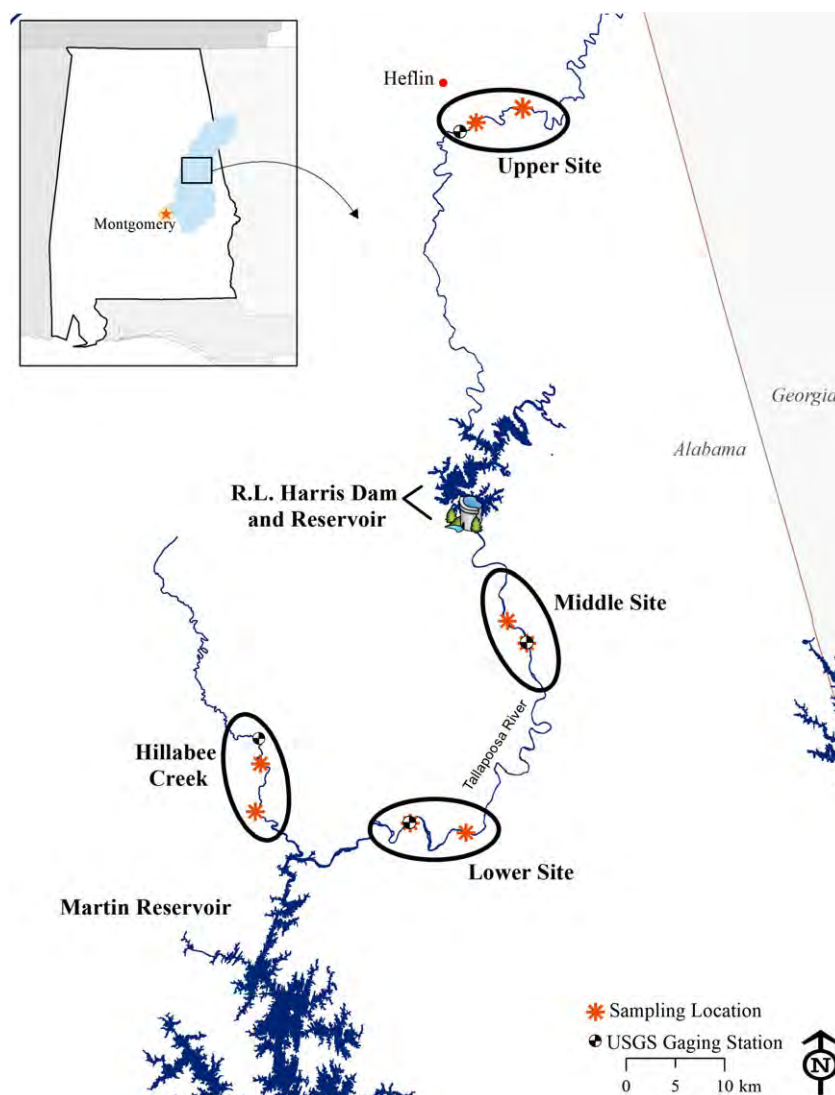 Heflin
Upper Site
Montgomery
Georgia
Alabama
R.L. Harris Dam
and Reservoir
Middle Site
Tallapoosa River
Hillabee
Creek
Lower Site
Martin Reservoir
Sampling Location
USGS Gaging Station
0 5 10 km
N